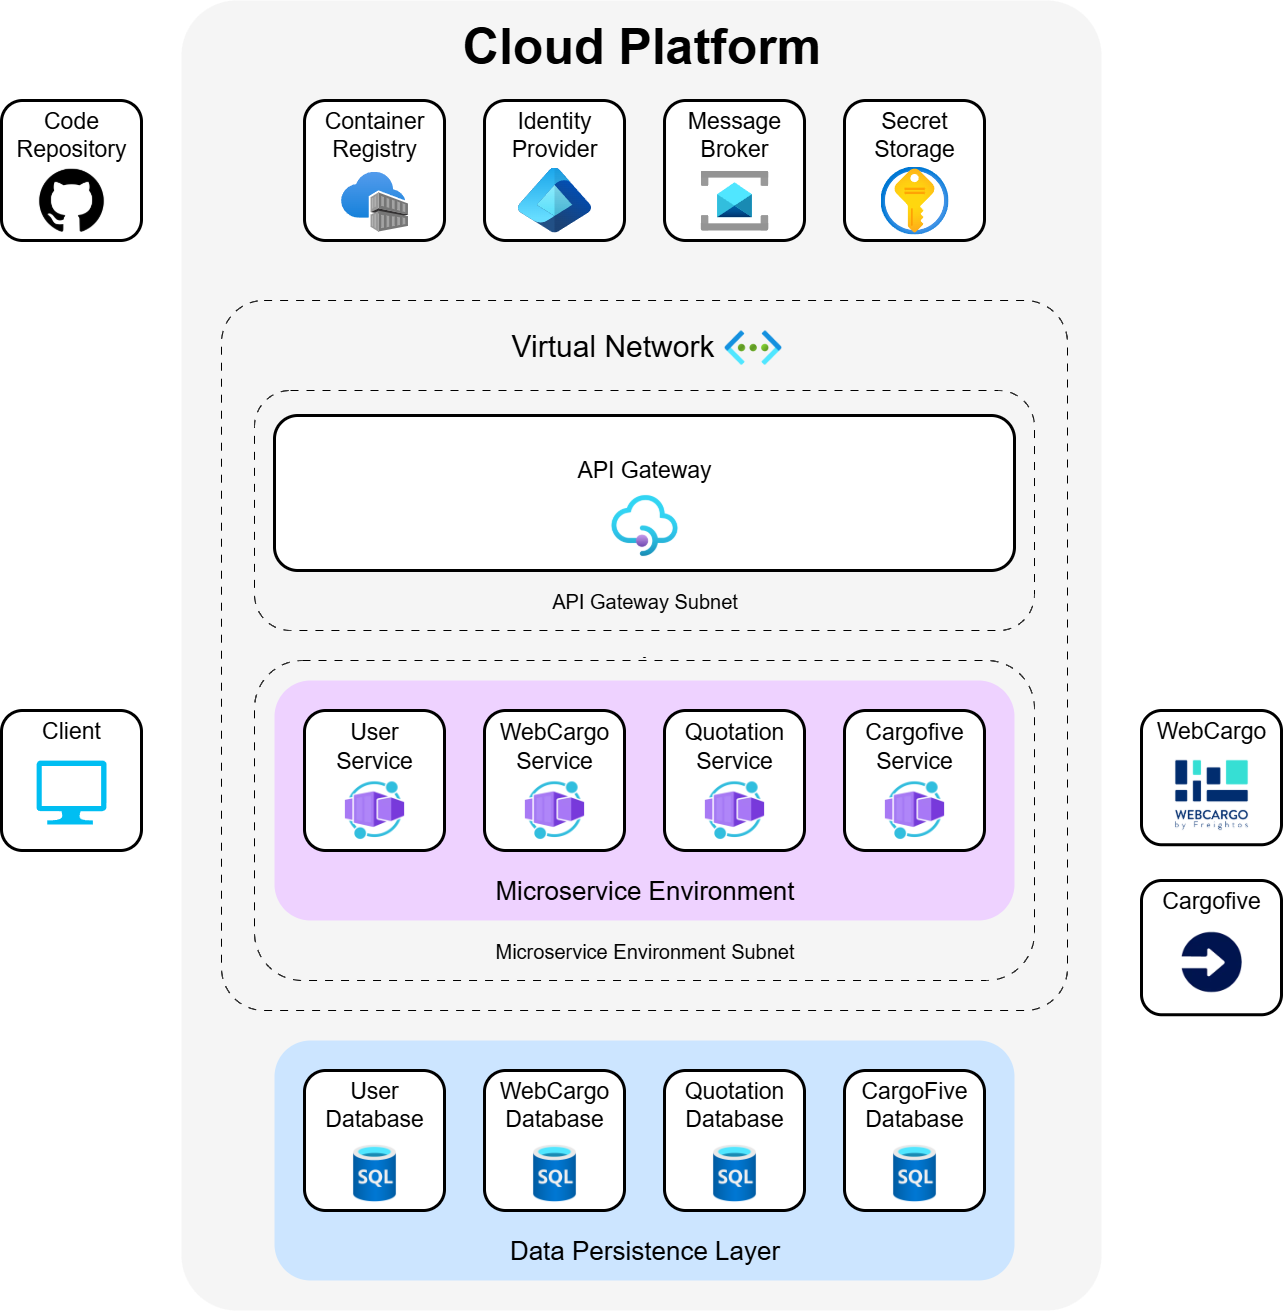 Cloud Platform
Code
Repository
Container
Registry
Identity
Provider
Message
Broker
Secret
Storage
Virtual Network
API Gateway
API Gateway Subnet
Client
User
Service
WebCargo
Service
Quotation
Service
Cargofive
Service
Microservice Environment
Microservice Environment Subnet
WebCargo
WEBCARGO
by Freightos
Cargofive
User
Database
SQL
WebCargo
Database
SQL
Quotation
Database
SQL
CargoFive
Database
SQL
Data Persistence Layer